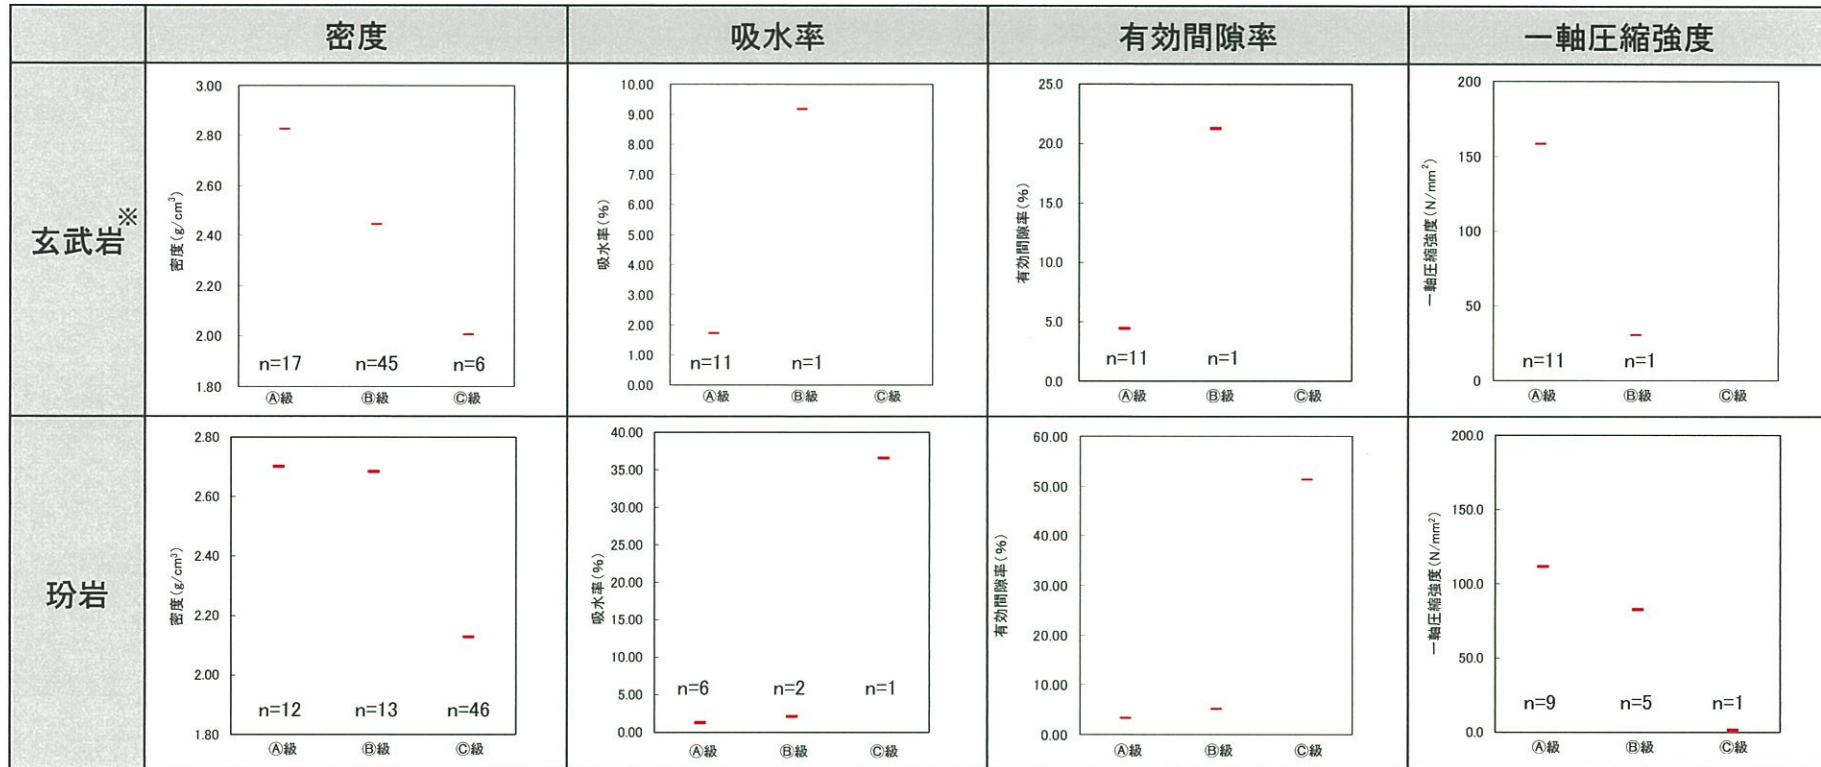 密度 吸水率 有効間隙率 一軸圧縮強度
玄武岩※
密度(g/cm³)
3.00
2.80
2.60
2.40
2.20
2.00
1.80
n=17 n=45 n=6
Ⓐ級 Ⓑ級 Ⓒ級
吸水率(%)
10.00
9.00
8.00
7.00
6.00
5.00
4.00
3.00
2.00
1.00
0.00
n=11 n=1
Ⓐ級 Ⓑ級 Ⓒ級
有効間隙率(%)
25.0
20.0
15.0
10.0
5.0
0.0
n=11 n=1
Ⓐ級 Ⓑ級 Ⓒ級
一軸圧縮強度(N/mm²)
200
150
100
50
0
n=11 n=1
Ⓐ級 Ⓑ級 Ⓒ級
玢岩
密度(g/cm³)
2.80
2.60
2.40
2.20
2.00
1.80
n=12 n=13 n=46
Ⓐ級 Ⓑ級 Ⓒ級
吸水率(%)
40.00
35.00
30.00
25.00
20.00
15.00
10.00
5.00
0.00
n=6 n=2 n=1
Ⓐ級 Ⓑ級 Ⓒ級
有効間隙率(%)
60.00
50.00
40.00
30.00
20.00
10.00
0.00
Ⓐ級 Ⓑ級 Ⓒ級
一軸圧縮強度(N/mm²)
200.0
150.0
100.0
50.0
0.0
n=9 n=5 n=1
Ⓐ級 Ⓑ級 Ⓒ級